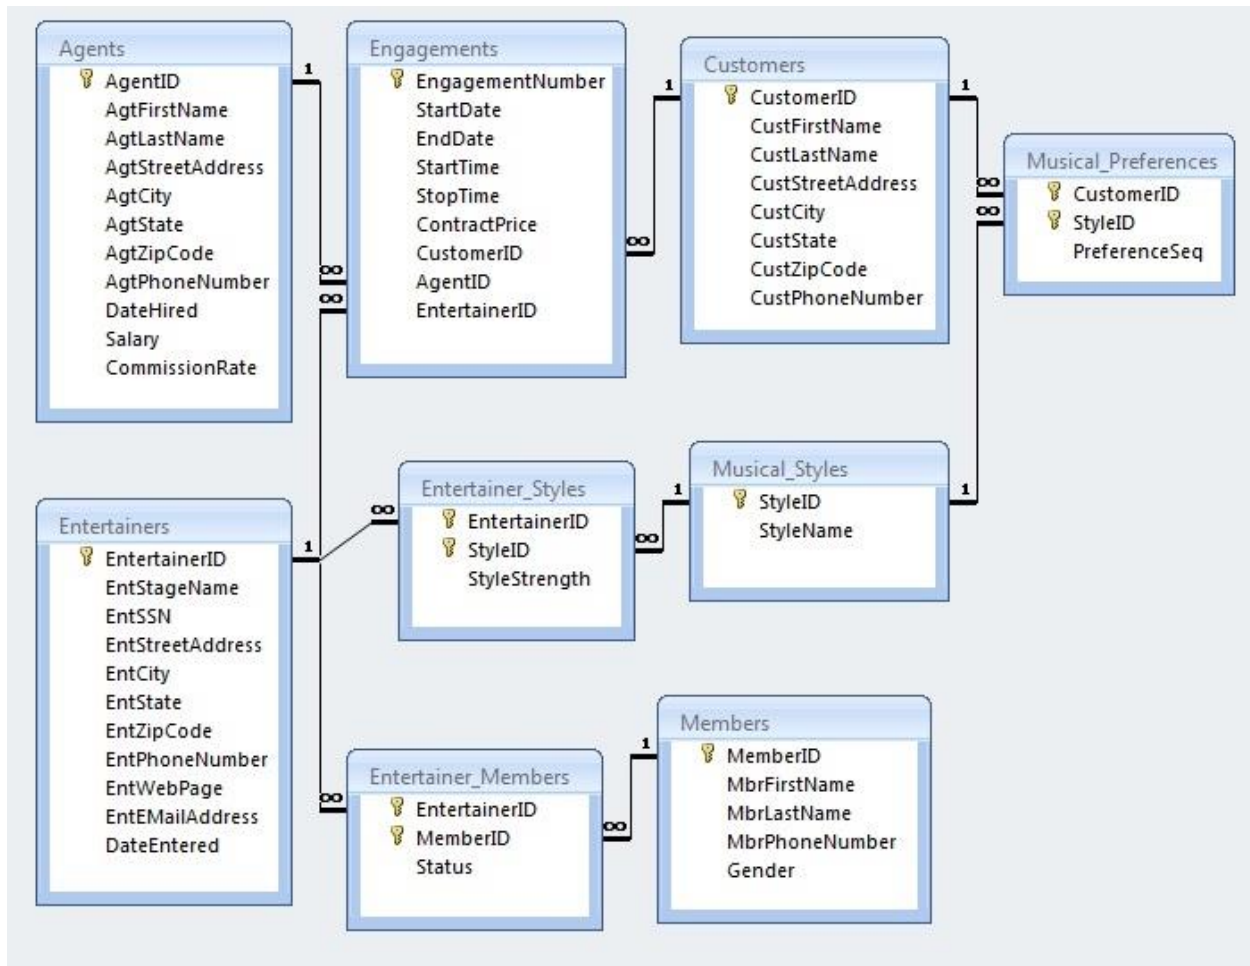 Agents
AgentID
AgtFirstName
AgtLastName
AgtStreetAddress
AgtCity
AgtState
AgtZipCode
AgtPhoneNumber
DateHired
Salary
CommissionRate
1
Engagements
EngagementNumber
StartDate
EndDate
StartTime
StopTime
ContractPrice
CustomerID
AgentID
EntertainerID
∞
∞
∞
1
Customers
CustomerID
CustFirstName
CustLastName
CustStreetAddress
CustCity
CustState
CustZipCode
CustPhoneNumber
1
Musical_Preferences
CustomerID
StyleID
PreferenceSeq
∞
∞
Entertainers
EntertainerID
EntStageName
EntSSN
EntStreetAddress
EntCity
EntState
EntZipCode
EntPhoneNumber
EntWebPage
EntEMailAddress
DateEntered
1
Entertainer_Styles
EntertainerID
StyleID
StyleStrength
∞
∞
1
Musical_Styles
StyleID
StyleName
1
Entertainer_Members
EntertainerID
MemberID
Status
∞
∞
1
Members
MemberID
MbrFirstName
MbrLastName
MbrPhoneNumber
Gender